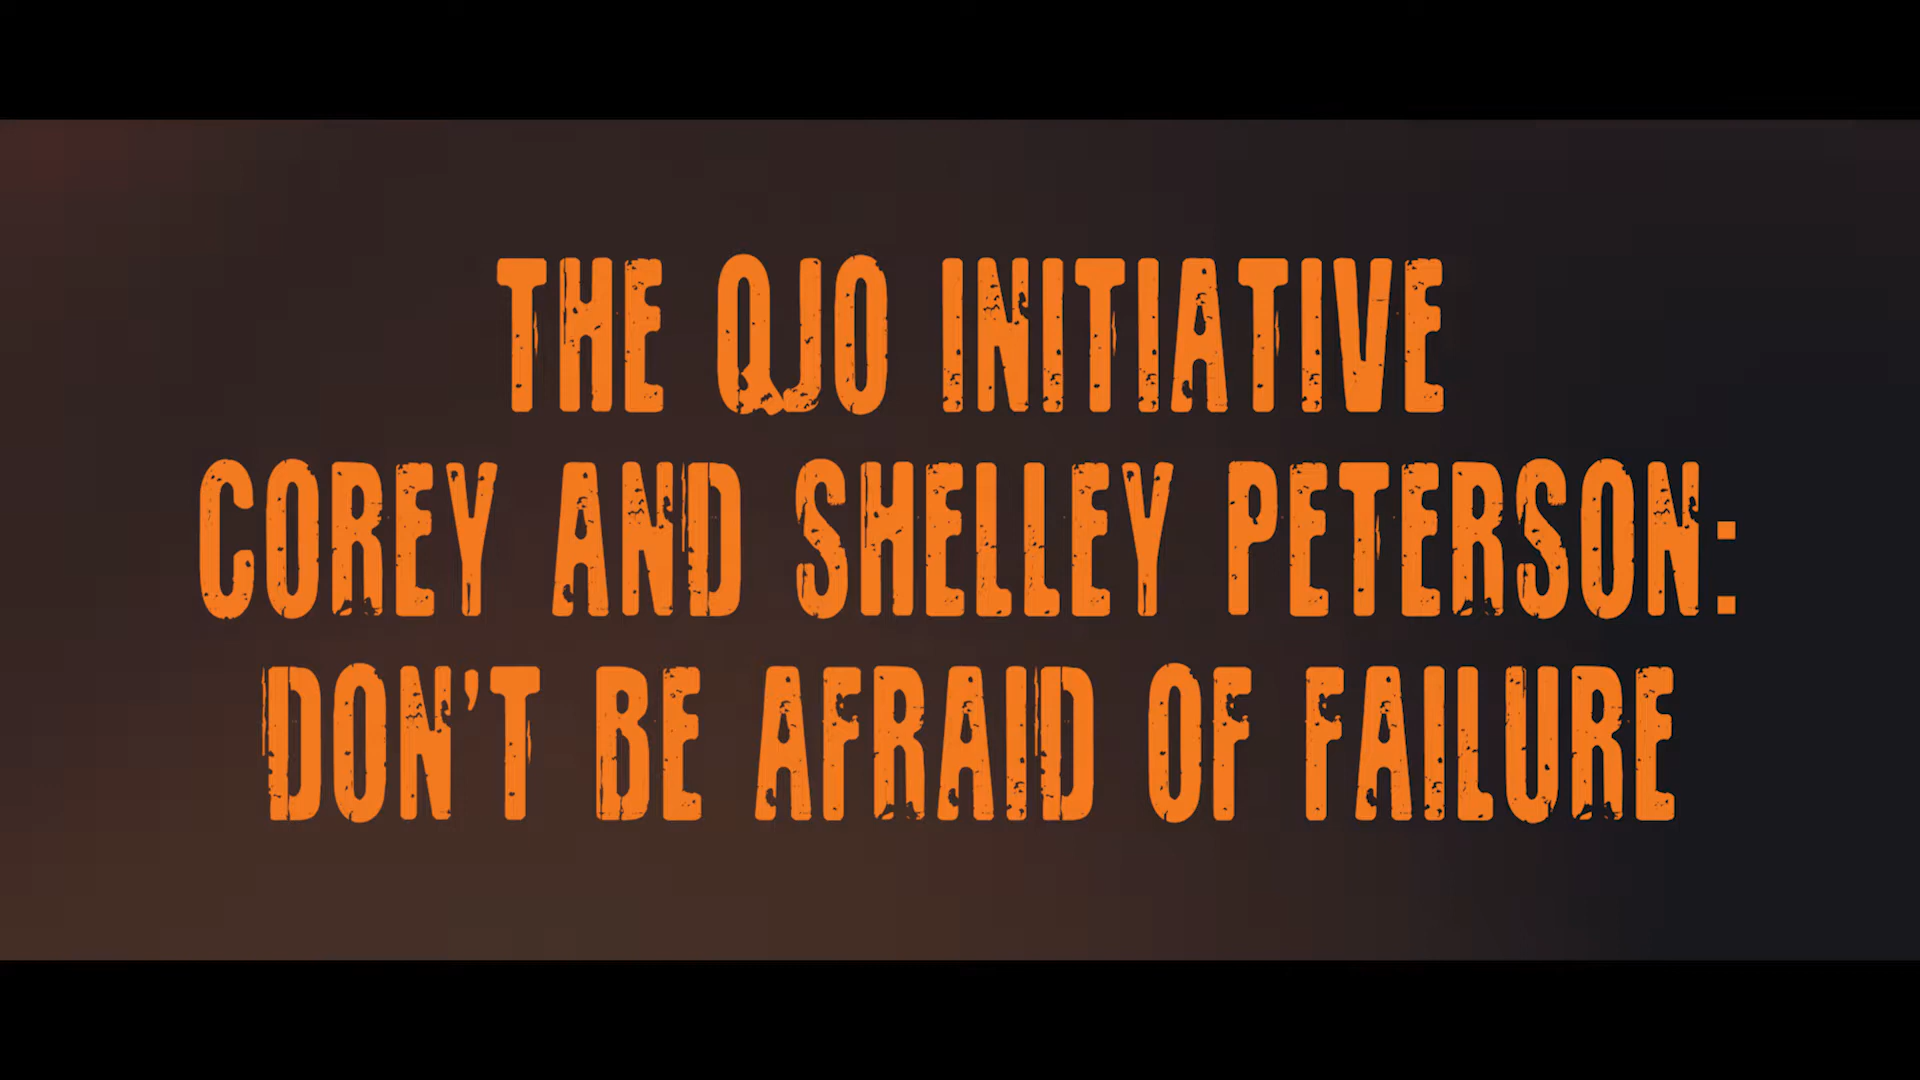 THE QJO INITIATIVE
COREY AND SHELLEY PETERSON:
DON'T BE AFRAID OF FAILURE